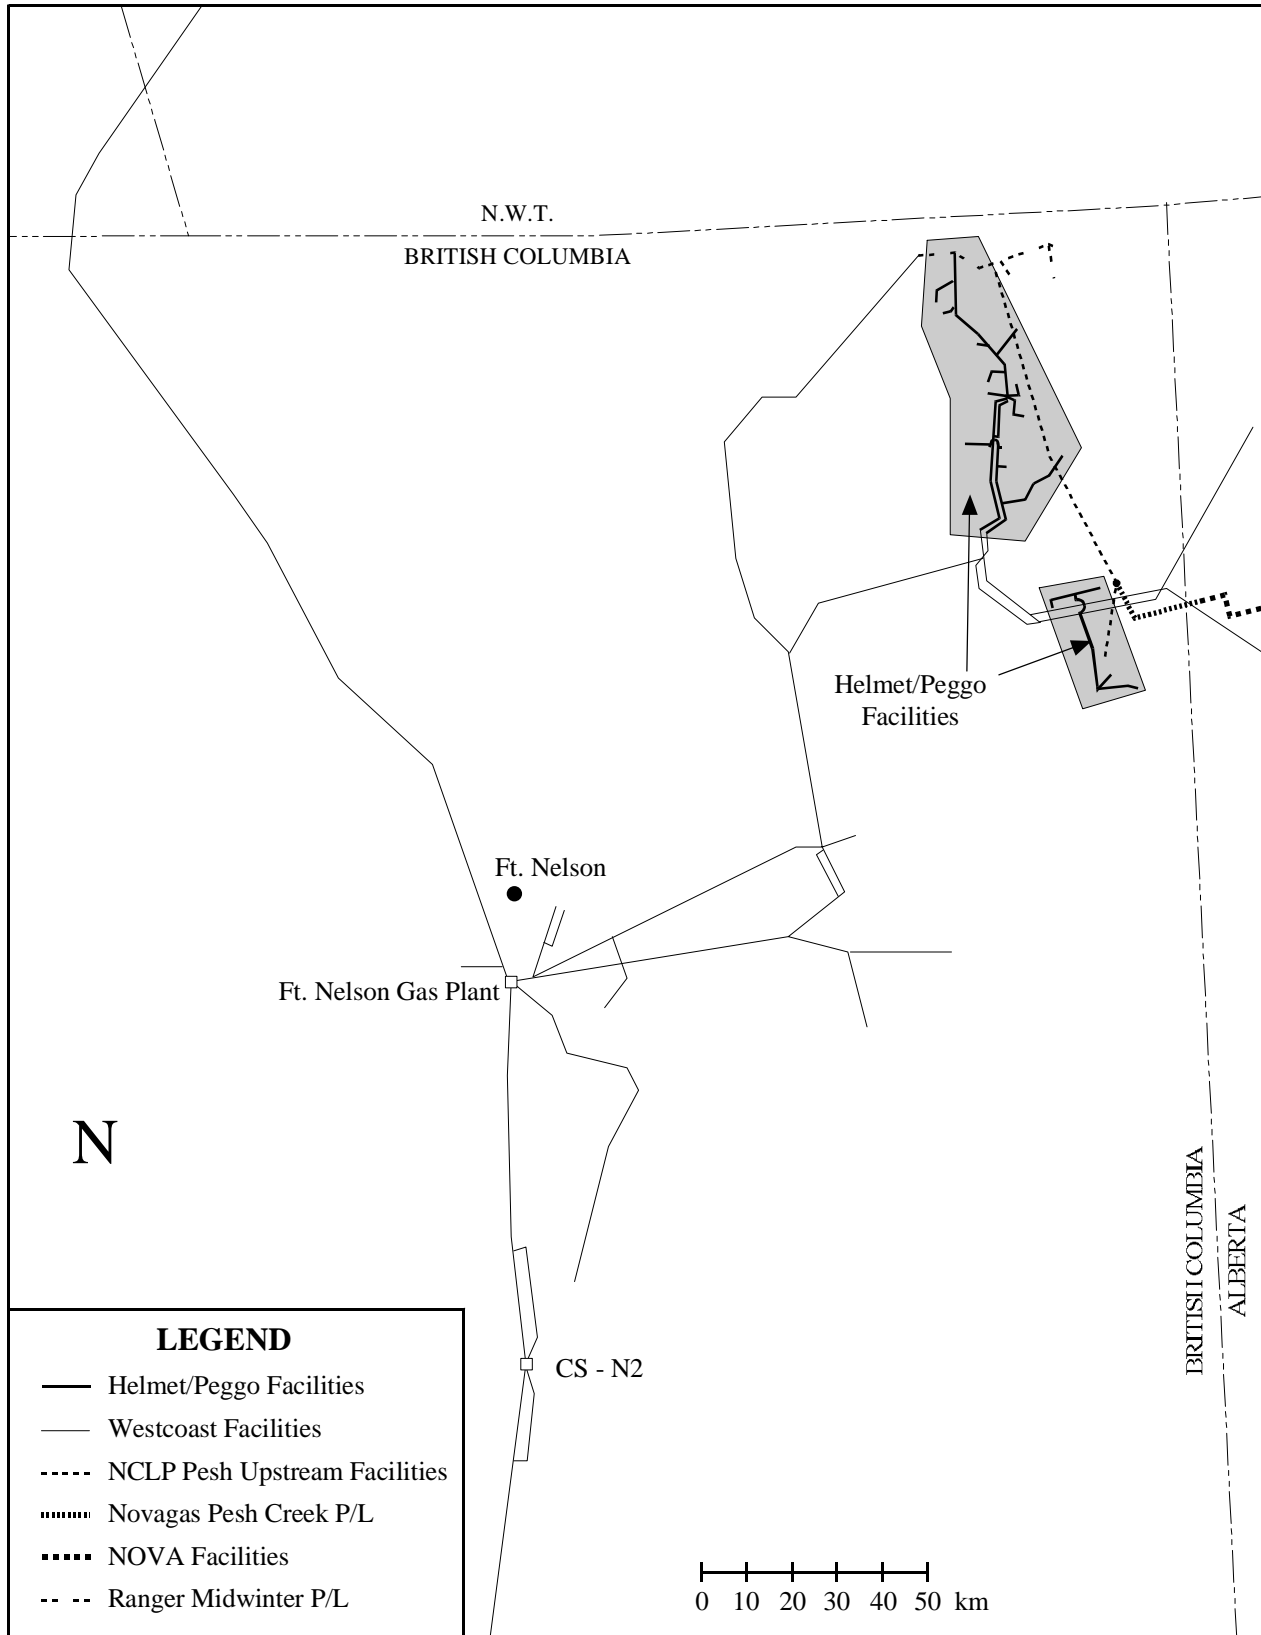 N.W.T.
BRITISH COLUMBIA
Helmet/Peggo
Facilities
Ft. Nelson
Ft. Nelson Gas Plant
N
BRITISH COLUMBIA
ALBERTA
CS - N2
LEGEND
Helmet/Peggo Facilities
Westcoast Facilities
NCLP Pesh Upstream Facilities
Novagas Pesh Creek P/L
NOVA Facilities
Ranger Midwinter P/L
0 10 20 30 40 50 km